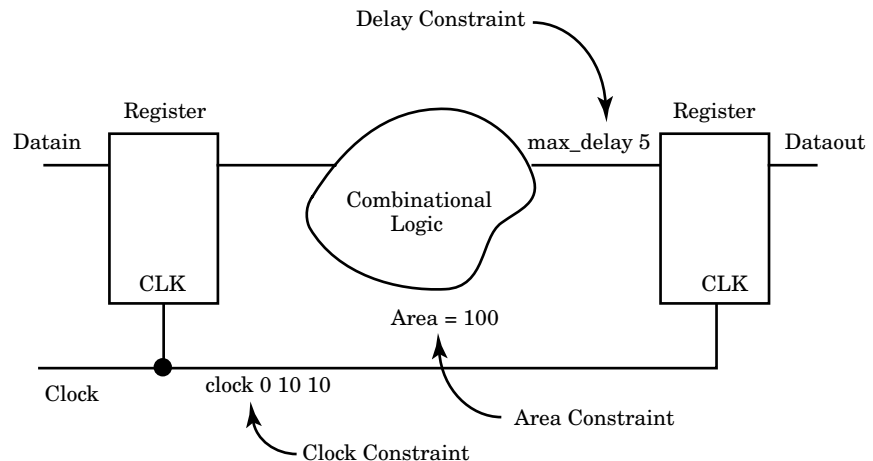 Delay Constraint
Register
Register
Datain
max_delay 5
Dataout
Combinational
Logic
CLK
CLK
Area = 100
Clock
clock 0 10 10
Area Constraint
Clock Constraint